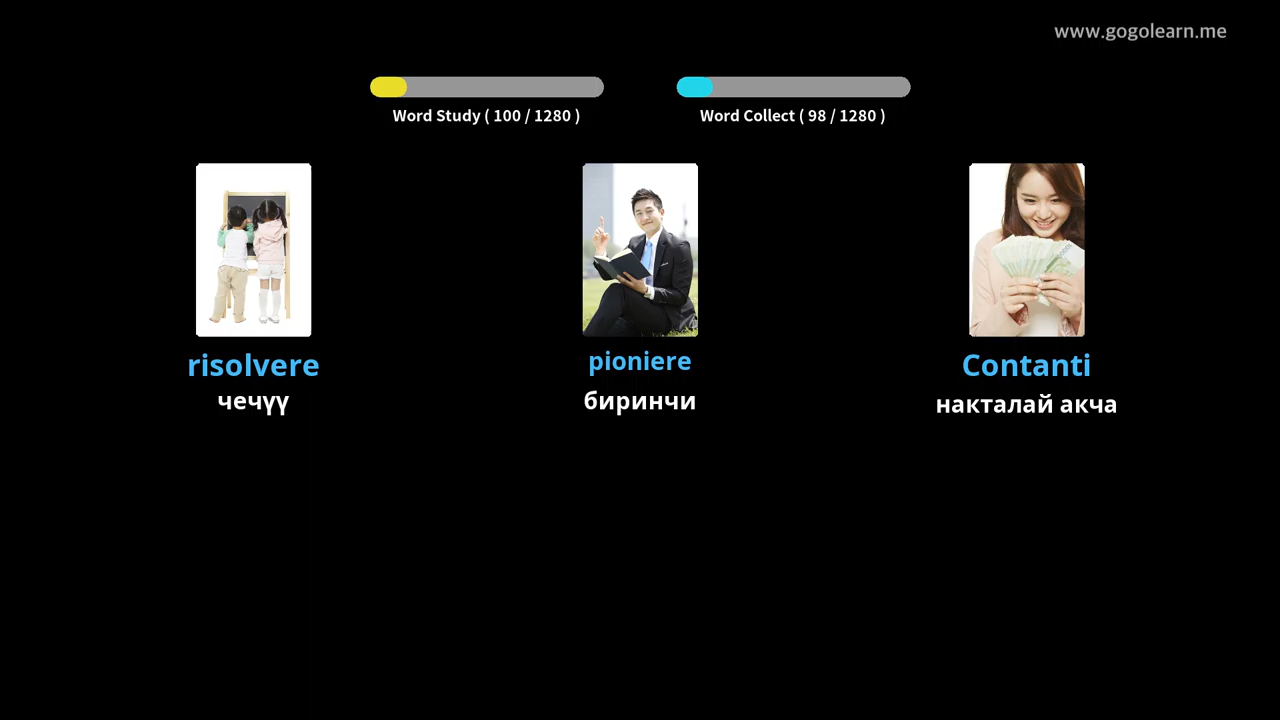 www.gogolearn.me
Word Study ( 100 / 1280 )
Word Collect ( 98 / 1280 )
risolvere
чечүү
pioniere
биринчи
Contanti
накталай акча